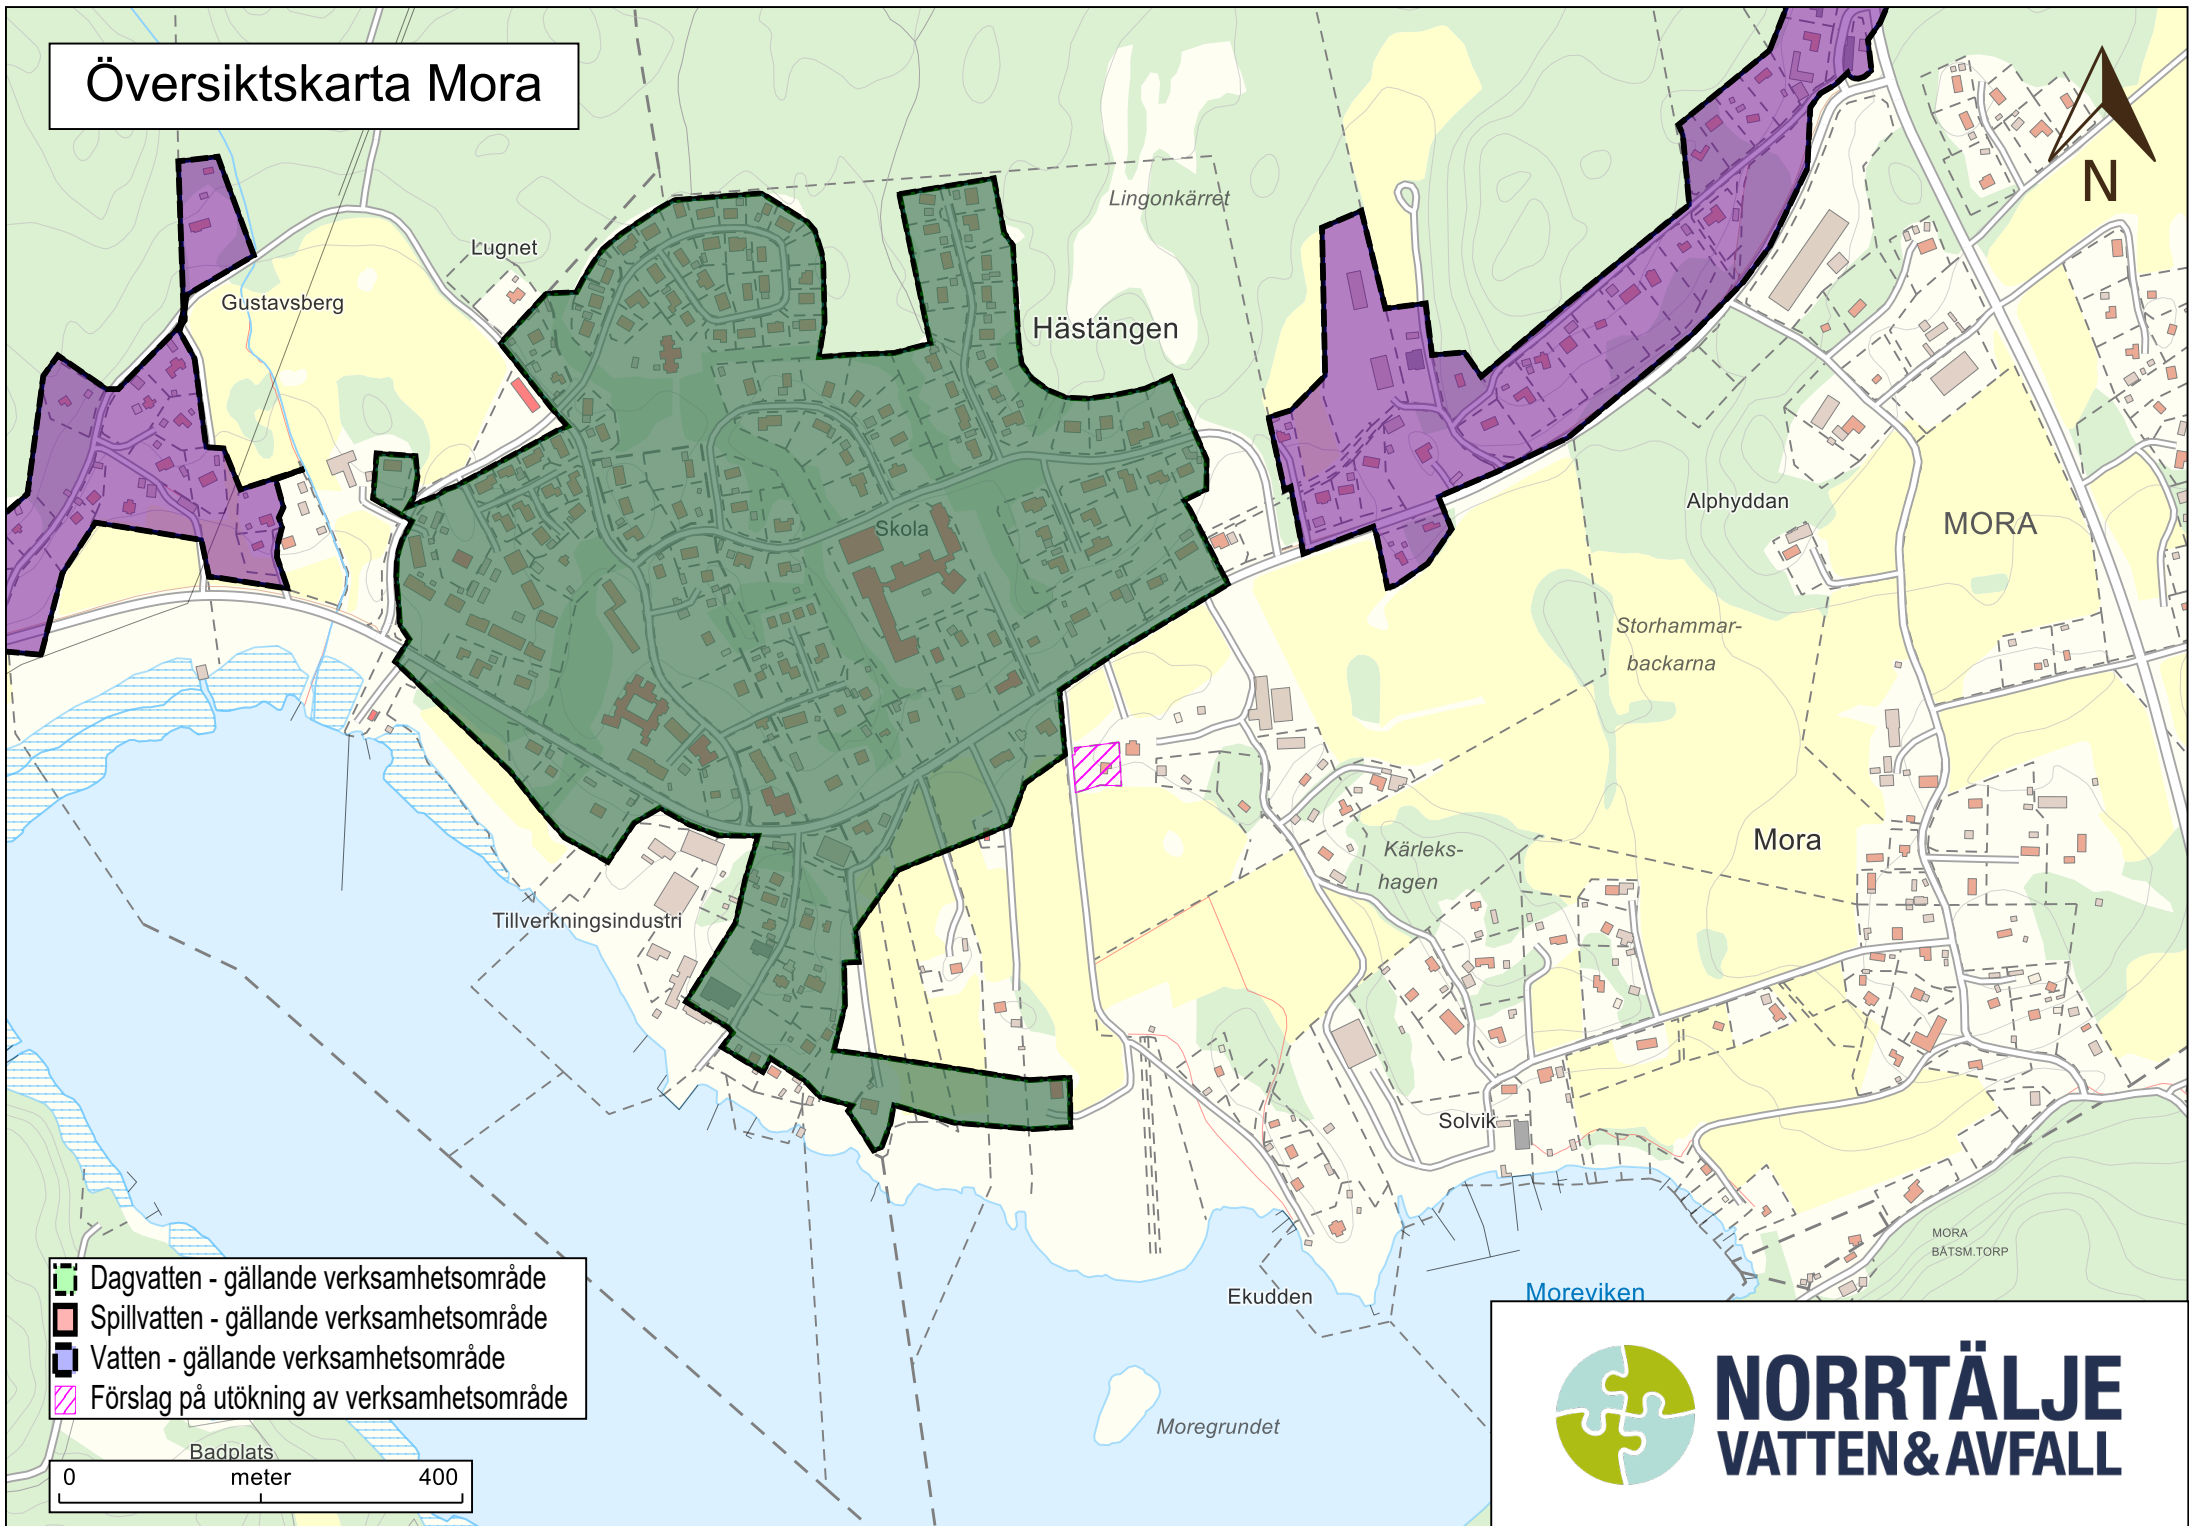 Översiktskarta Mora
N
Lingonkärret
Lugnet
Gustavsberg
Hästängen
Alphyddan
MORA
Skola
Storhammar-
backarna
Mora
Kärleks-
hagen
Tillverkningsindustri
Solvik
MORA
BÅTSM.TORP
Ekudden
Moreviken
Moregrundet
Dagvatten - gällande verksamhetsområde
Spillvatten - gällande verksamhetsområde
Vatten - gällande verksamhetsområde
Förslag på utökning av verksamhetsområde
Badplats
0 meter 400
NORRTÄLJE
VATTEN & AVFALL